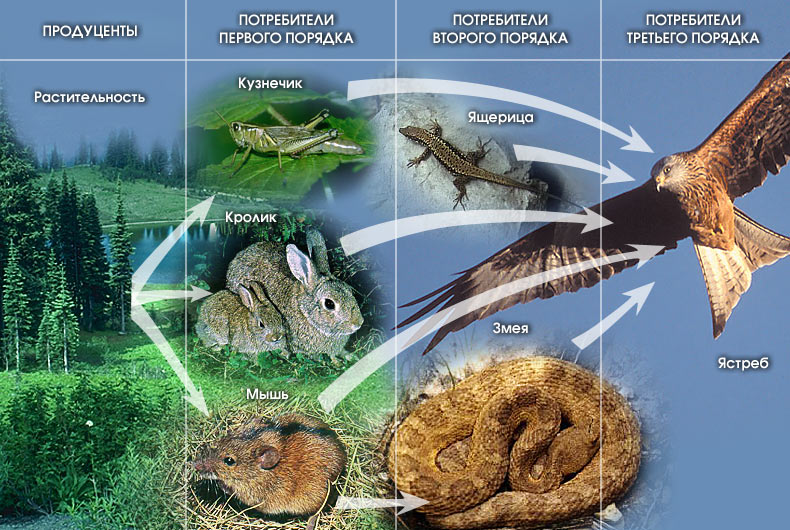 ПРОДУЦЕНТЫ
ПОТРЕБИТЕЛИ
ПЕРВОГО ПОРЯДКА
ПОТРЕБИТЕЛИ
ВТОРОГО ПОРЯДКА
ПОТРЕБИТЕЛИ
ТРЕТЬЕГО ПОРЯДКА
Растительность
Кузнечик
Ящерица
Кролик
Змея
Ястреб
Мышь